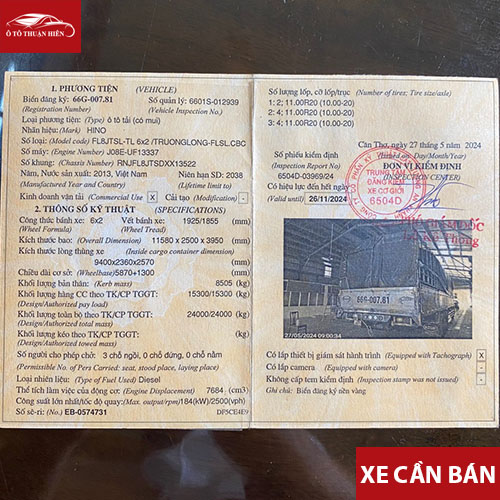 Ô TÔ THUẬN HIỀN
1. PHƯƠNG TIỆN (VEHICLE)
Biển đăng ký: 66G-007.81 Số quản lý: 6601S-012939
(Registration Number) (Vehicle Inspection No.)
Loại phương tiện: (Type) ô tô tải (có mui)
Nhãn hiệu: (Mark) HINO
Số loại: (Model code) FL8JTSL-TL 6x2 /TRUONGLONG-FLSL.CBC
Số máy: (Engine Number) J08E-UF13337
Số khung: (Chassis Number) RNJFL8JTSDXX13522
Năm, Nước sản xuất: 2013, Việt Nam Niên hạn SD: 2038
(Manufactured Year and Country) (Lifetime limit to)
Kinh doanh vận tải (Commercial Use) X Cải tạo (Modification) -
2. THÔNG SỐ KỸ THUẬT (SPECIFICATIONS)
Công thức bánh xe: 6x2 Vết bánh xe: 1925/1855 (mm)
(Wheel Formula) (Wheel Tread)
Kích thước bao: (Overall Dimension) 11580 x 2500 x 3950 (mm)
Kích thước lòng thùng xe (Inside cargo container dimension)
9400x2360x2570 (mm)
Chiều dài cơ sở: (Wheelbase) 5870+1300 (mm)
Khối lượng bản thân: (Kerb mass) 8505 (kg)
Khối lượng hàng CC theo TK/CP TGGT: 15300/15300 (kg)
(Design/Authorized pay load)
Khối lượng toàn bộ theo TK/CP TGGT: 24000/24000 (kg)
(Design/Authorized total mass)
Khối lượng kéo theo TK/CP TGGT: (kg)
(Design/Authorized towed mass)
Số người cho phép chở: 3 chỗ ngồi, 0 chỗ đứng, 0 chỗ nằm
(Permissible No. of Pers Carried: seat, stood place, laying place)
Loại nhiên liệu: (Type of Fuel Used) Diesel
Thể tích làm việc của động cơ: (Engine Displacement) 7684 (cm3)
Công suất lớn nhất/tốc độ quay: (Max. output/rpm) 184(kW)/2500(vph)
Số sê-ri: (No.) EB-0574731 DF5CE4E9
Số lượng lốp, cỡ lốp/trục (Number of tires; Tire size/axle)
1: 2; 11.00R20 (10.00-20)
2: 4; 11.00R20 (10.00-20)
3: 4; 11.00R20 (10.00-20)
Cần Thơ, ngày 27 tháng 5 năm 2024
Số phiếu kiểm định (Issued on: Day/Month/Year)
(Inspection Report No) ĐƠN VỊ KIỂM ĐỊNH
6504D-03969/24 (INSPECTION CENTER)
Có hiệu lực đến hết ngày
(Valid until) 26/11/2024
TRUNG TÂM
ĐĂNG KIỂM
XE CƠ GIỚI
6504D
66G-007.81
27/05/2024 09:00:34
Có lắp thiết bị giám sát hành trình (Equipped with Tachograph) X
Có lắp camera (Equipped with camera) -
Không cấp tem kiểm định (Inspection stamp was not issued) -
Ghi chú: Biển đăng ký nền vàng
XE CẦN BÁN